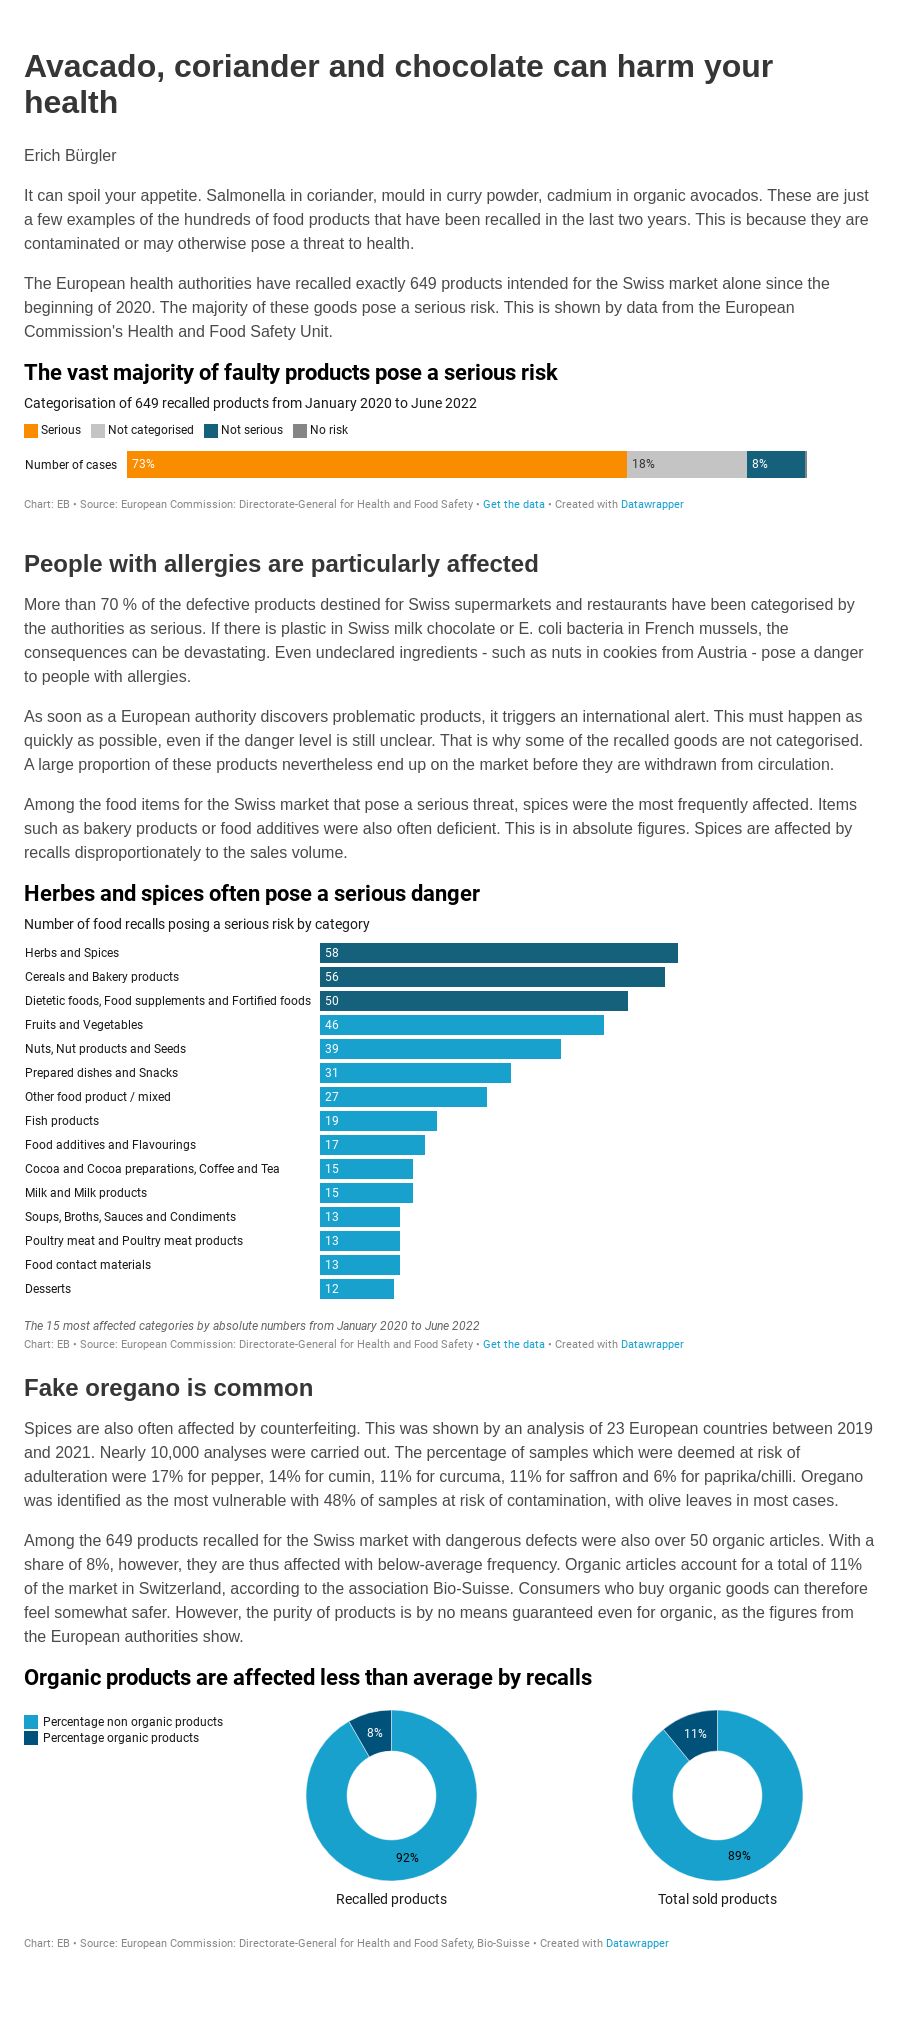 Avacado, coriander and chocolate can harm your
health
Erich Bürgler
It can spoil your appetite. Salmonella in coriander, mould in curry powder, cadmium in organic avocados. These are just
a few examples of the hundreds of food products that have been recalled in the last two years. This is because they are
contaminated or may otherwise pose a threat to health.
The European health authorities have recalled exactly 649 products intended for the Swiss market alone since the
beginning of 2020. The majority of these goods pose a serious risk. This is shown by data from the European
Commission's Health and Food Safety Unit.
The vast majority of faulty products pose a serious risk
Categorisation of 649 recalled products from January 2020 to June 2022
Serious Not categorised Not serious No risk
Number of cases 73% 18% 8%
Chart: EB • Source: European Commission: Directorate-General for Health and Food Safety • Get the data • Created with Datawrapper
People with allergies are particularly affected
More than 70 % of the defective products destined for Swiss supermarkets and restaurants have been categorised by
the authorities as serious. If there is plastic in Swiss milk chocolate or E. coli bacteria in French mussels, the
consequences can be devastating. Even undeclared ingredients - such as nuts in cookies from Austria - pose a danger
to people with allergies.
As soon as a European authority discovers problematic products, it triggers an international alert. This must happen as
quickly as possible, even if the danger level is still unclear. That is why some of the recalled goods are not categorised.
A large proportion of these products nevertheless end up on the market before they are withdrawn from circulation.
Among the food items for the Swiss market that pose a serious threat, spices were the most frequently affected. Items
such as bakery products or food additives were also often deficient. This is in absolute figures. Spices are affected by
recalls disproportionately to the sales volume.
Herbes and spices often pose a serious danger
Number of food recalls posing a serious risk by category
Herbs and Spices 58
Cereals and Bakery products 56
Dietetic foods, Food supplements and Fortified foods 50
Fruits and Vegetables 46
Nuts, Nut products and Seeds 39
Prepared dishes and Snacks 31
Other food product / mixed 27
Fish products 19
Food additives and Flavourings 17
Cocoa and Cocoa preparations, Coffee and Tea 15
Milk and Milk products 15
Soups, Broths, Sauces and Condiments 13
Poultry meat and Poultry meat products 13
Food contact materials 13
Desserts 12
The 15 most affected categories by absolute numbers from January 2020 to June 2022
Chart: EB • Source: European Commission: Directorate-General for Health and Food Safety • Get the data • Created with Datawrapper
Fake oregano is common
Spices are also often affected by counterfeiting. This was shown by an analysis of 23 European countries between 2019
and 2021. Nearly 10,000 analyses were carried out. The percentage of samples which were deemed at risk of
adulteration were 17% for pepper, 14% for cumin, 11% for curcuma, 11% for saffron and 6% for paprika/chilli. Oregano
was identified as the most vulnerable with 48% of samples at risk of contamination, with olive leaves in most cases.
Among the 649 products recalled for the Swiss market with dangerous defects were also over 50 organic articles. With a
share of 8%, however, they are thus affected with below-average frequency. Organic articles account for a total of 11%
of the market in Switzerland, according to the association Bio-Suisse. Consumers who buy organic goods can therefore
feel somewhat safer. However, the purity of products is by no means guaranteed even for organic, as the figures from
the European authorities show.
Organic products are affected less than average by recalls
Percentage non organic products
Percentage organic products
8% 11%
92% 89%
Recalled products Total sold products
Chart: EB • Source: European Commission: Directorate-General for Health and Food Safety, Bio-Suisse • Created with Datawrapper